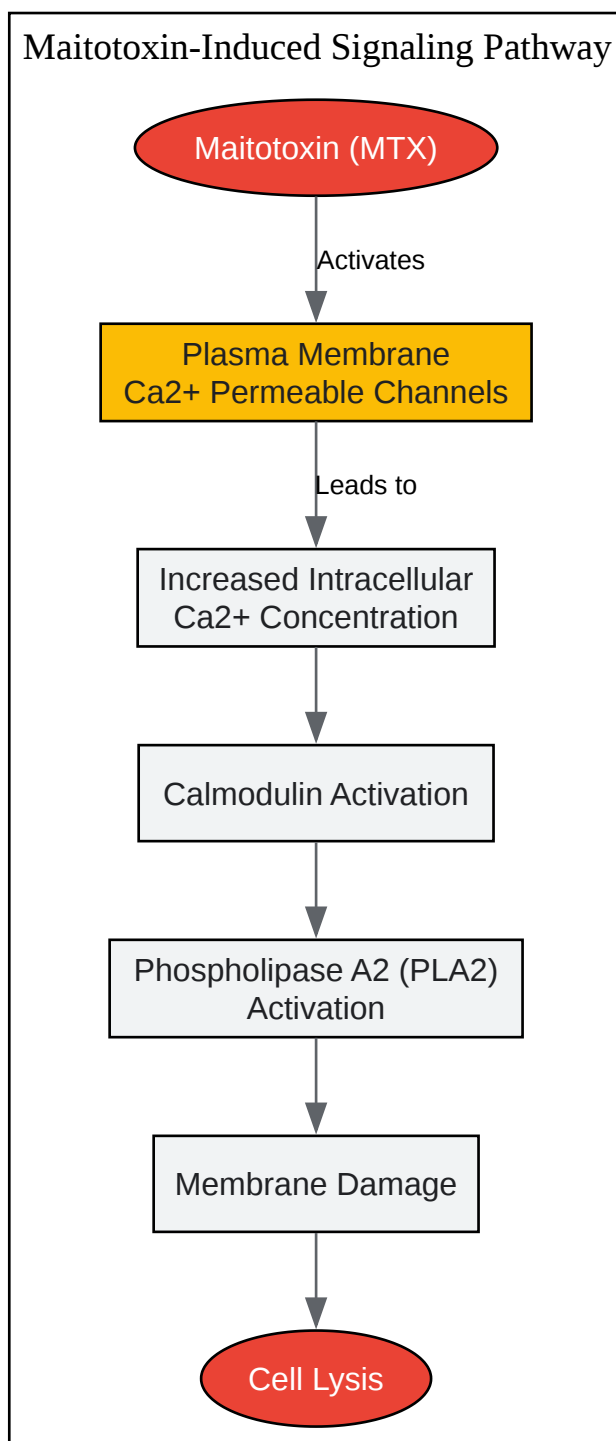 Maitotoxin-Induced Signaling Pathway
Maitotoxin (MTX)
Activates
Plasma Membrane
Ca2+ Permeable Channels
Leads to
Increased Intracellular
Ca2+ Concentration
Calmodulin Activation
Phospholipase A2 (PLA2)
Activation
Membrane Damage
Cell Lysis